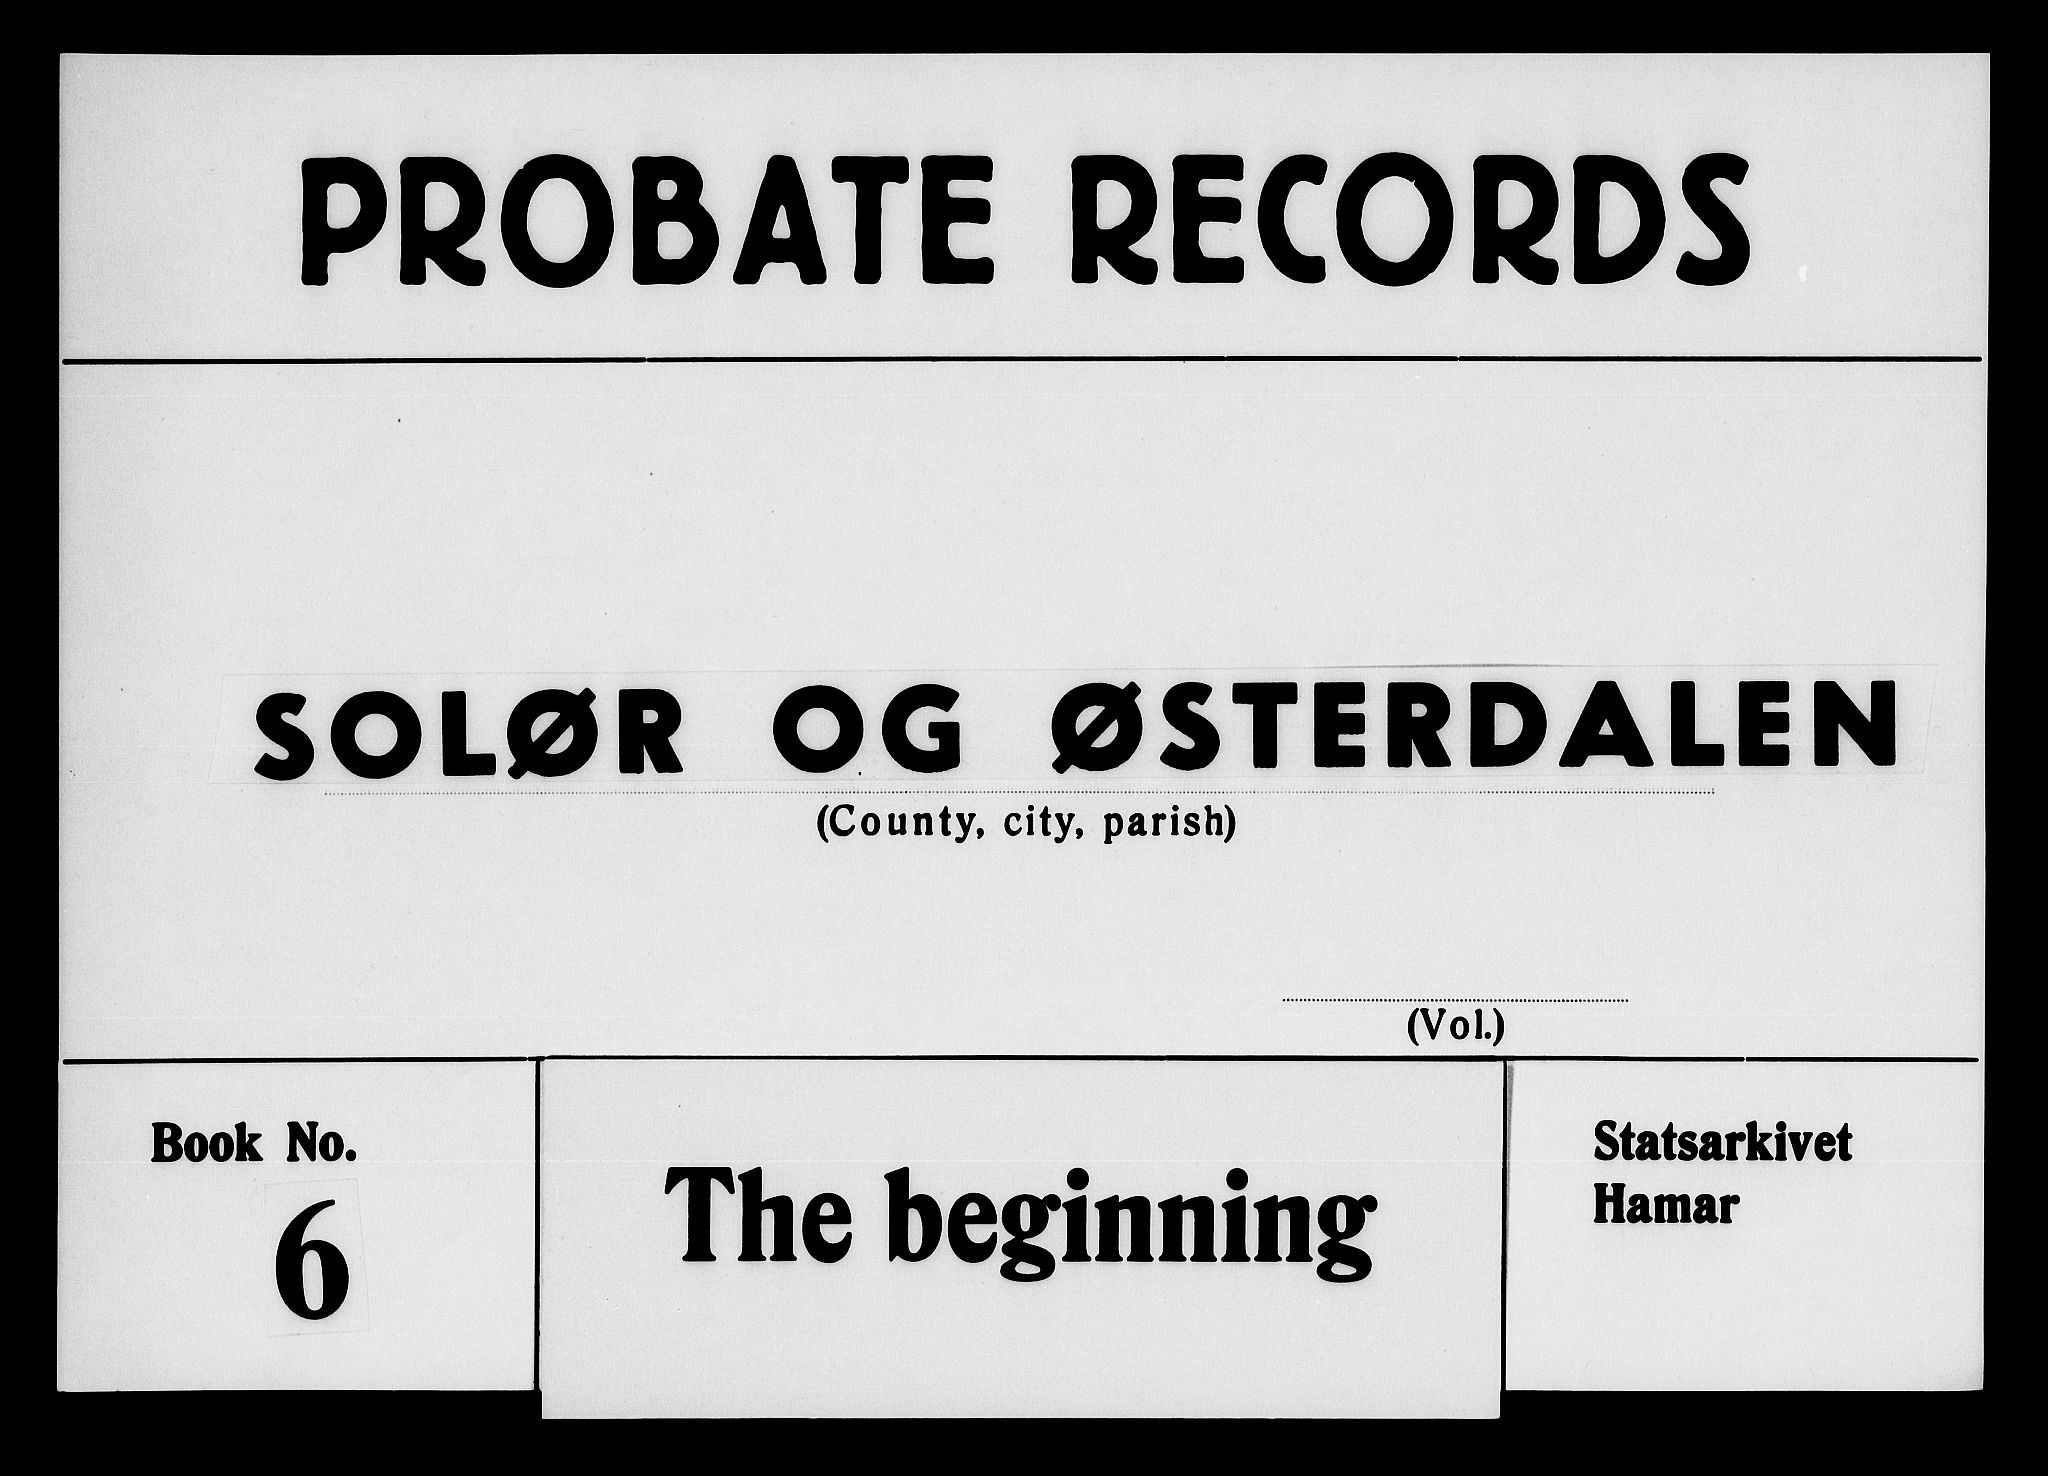 PROBATE RECORDS
SOLØR OG ØSTERDALEN
(County, city, parish)
(Vol.)
Book No.
6
The beginning
Statsarkivet
Hamar